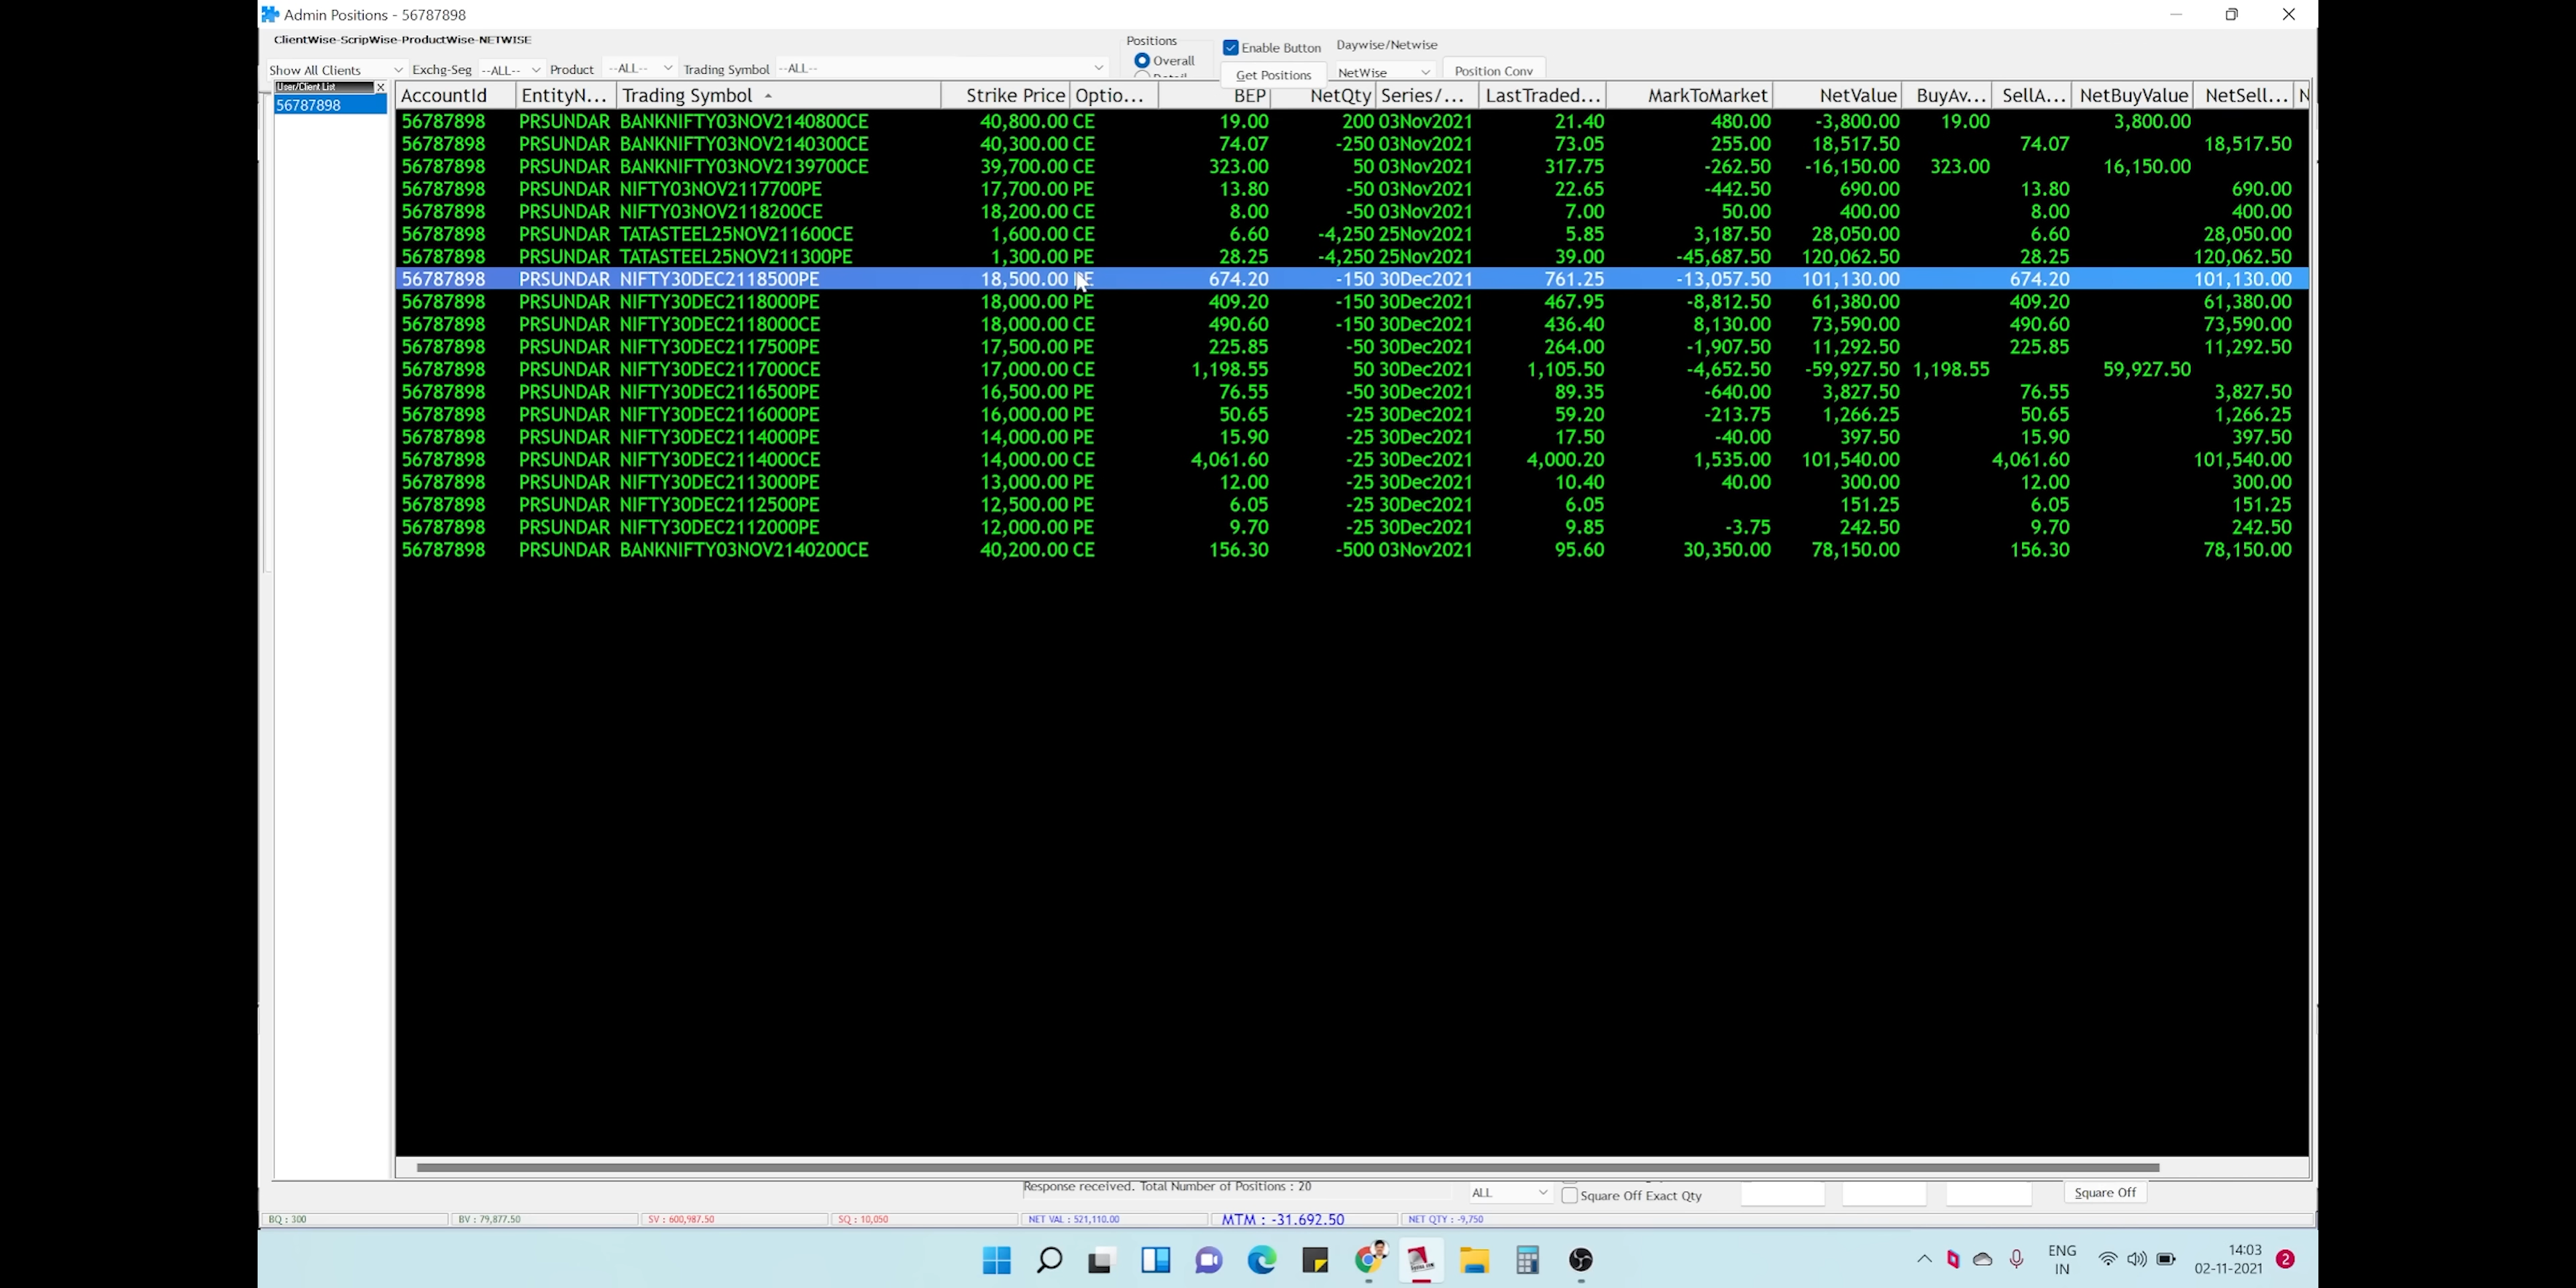 Admin Positions - 56787898
ClientWise-ScripWise-ProductWise-NETWISE
Positions
Enable Button
Daywise/Netwise
Overall
Show All Clients Exchg-Seg --ALL-- Product --ALL-- Trading Symbol --ALL--
Get Positions NetWise Position Conv
User/Client List
56787898
AccountId EntityN... Trading Symbol Strike Price Optio... BEP NetQty Series/... LastTraded... MarkToMarket NetValue BuyAv... SellA... NetBuyValue NetSell... N
56787898 PRSUNDAR BANKNIFTY03NOV2140800CE 40,800.00 CE 19.00 200 03Nov2021 21.40 480.00 -3,800.00 19.00 3,800.00
56787898 PRSUNDAR BANKNIFTY03NOV2140300CE 40,300.00 CE 74.07 -250 03Nov2021 73.05 255.00 18,517.50 74.07 18,517.50
56787898 PRSUNDAR BANKNIFTY03NOV2139700CE 39,700.00 CE 323.00 50 03Nov2021 317.75 -262.50 -16,150.00 323.00 16,150.00
56787898 PRSUNDAR NIFTY03NOV2117700PE 17,700.00 PE 13.80 -50 03Nov2021 22.65 -442.50 690.00 13.80 690.00
56787898 PRSUNDAR NIFTY03NOV2118200CE 18,200.00 CE 8.00 -50 03Nov2021 7.00 50.00 400.00 8.00 400.00
56787898 PRSUNDAR TATASTEEL25NOV211600CE 1,600.00 CE 6.60 -4,250 25Nov2021 5.85 3,187.50 28,050.00 6.60 28,050.00
56787898 PRSUNDAR TATASTEEL25NOV211300PE 1,300.00 PE 28.25 -4,250 25Nov2021 39.00 -45,687.50 120,062.50 28.25 120,062.50
56787898 PRSUNDAR NIFTY30DEC2118500PE 18,500.00 PE 674.20 -150 30Dec2021 761.25 -13,057.50 101,130.00 674.20 101,130.00
56787898 PRSUNDAR NIFTY30DEC2118000PE 18,000.00 PE 409.20 -150 30Dec2021 467.95 -8,812.50 61,380.00 409.20 61,380.00
56787898 PRSUNDAR NIFTY30DEC2118000CE 18,000.00 CE 490.60 -150 30Dec2021 436.40 8,130.00 73,590.00 490.60 73,590.00
56787898 PRSUNDAR NIFTY30DEC2117500PE 17,500.00 PE 225.85 -50 30Dec2021 264.00 -1,907.50 11,292.50 225.85 11,292.50
56787898 PRSUNDAR NIFTY30DEC2117000CE 17,000.00 CE 1,198.55 50 30Dec2021 1,105.50 -4,652.50 -59,927.50 1,198.55 59,927.50
56787898 PRSUNDAR NIFTY30DEC2116500PE 16,500.00 PE 76.55 -50 30Dec2021 89.35 -640.00 3,827.50 76.55 3,827.50
56787898 PRSUNDAR NIFTY30DEC2116000PE 16,000.00 PE 50.65 -25 30Dec2021 59.20 -213.75 1,266.25 50.65 1,266.25
56787898 PRSUNDAR NIFTY30DEC2114000PE 14,000.00 PE 15.90 -25 30Dec2021 17.50 -40.00 397.50 15.90 397.50
56787898 PRSUNDAR NIFTY30DEC2114000CE 14,000.00 CE 4,061.60 -25 30Dec2021 4,000.20 1,535.00 101,540.00 4,061.60 101,540.00
56787898 PRSUNDAR NIFTY30DEC2113000PE 13,000.00 PE 12.00 -25 30Dec2021 10.40 40.00 300.00 12.00 300.00
56787898 PRSUNDAR NIFTY30DEC2112500PE 12,500.00 PE 6.05 -25 30Dec2021 6.05 151.25 6.05 151.25
56787898 PRSUNDAR NIFTY30DEC2112000PE 12,000.00 PE 9.70 -25 30Dec2021 9.85 -3.75 242.50 9.70 242.50
56787898 PRSUNDAR BANKNIFTY03NOV2140200CE 40,200.00 CE 156.30 -500 03Nov2021 95.60 30,350.00 78,150.00 156.30 78,150.00
Response received. Total Number of Positions : 20
ALL Square Off Exact Qty Square Off
BQ : 300 BV : 79,877.50 SV : 600,987.50 SQ : 10,050 NET VAL : 521,110.00 MTM : -31.692.50 NET QTY : -9,750
ENG 14:03
IN 02-11-2021 2